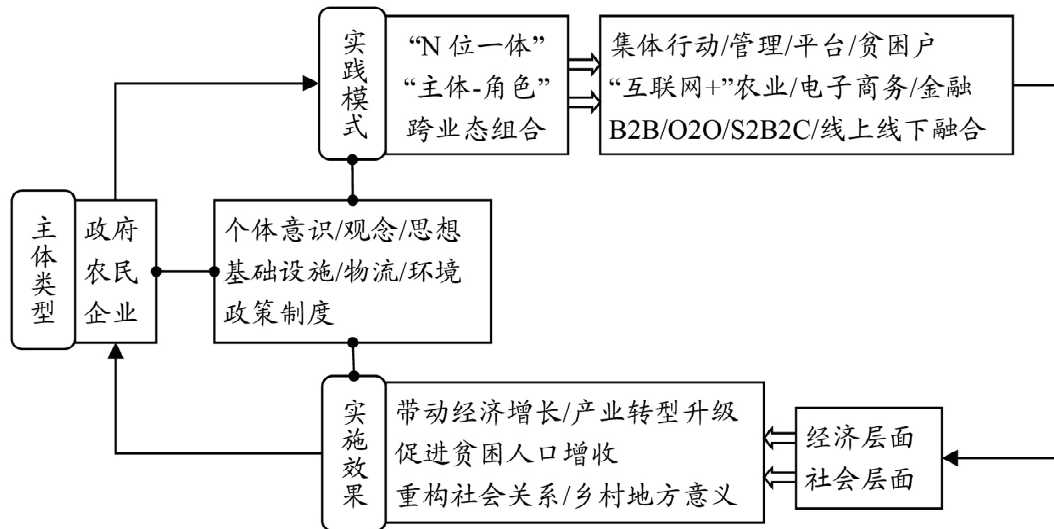 实践模式
“N 位一体”
“主体-角色”
跨业态组合
集体行动/管理/平台/贫困户
“互联网+”农业/电子商务/金融
B2B/O2O/S2B2C/线上线下融合
主体类型
政府
农民
企业
个体意识/观念/思想
基础设施/物流/环境
政策制度
实施效果
带动经济增长/产业转型升级
促进贫困人口增收
重构社会关系/乡村地方意义
经济层面
社会层面